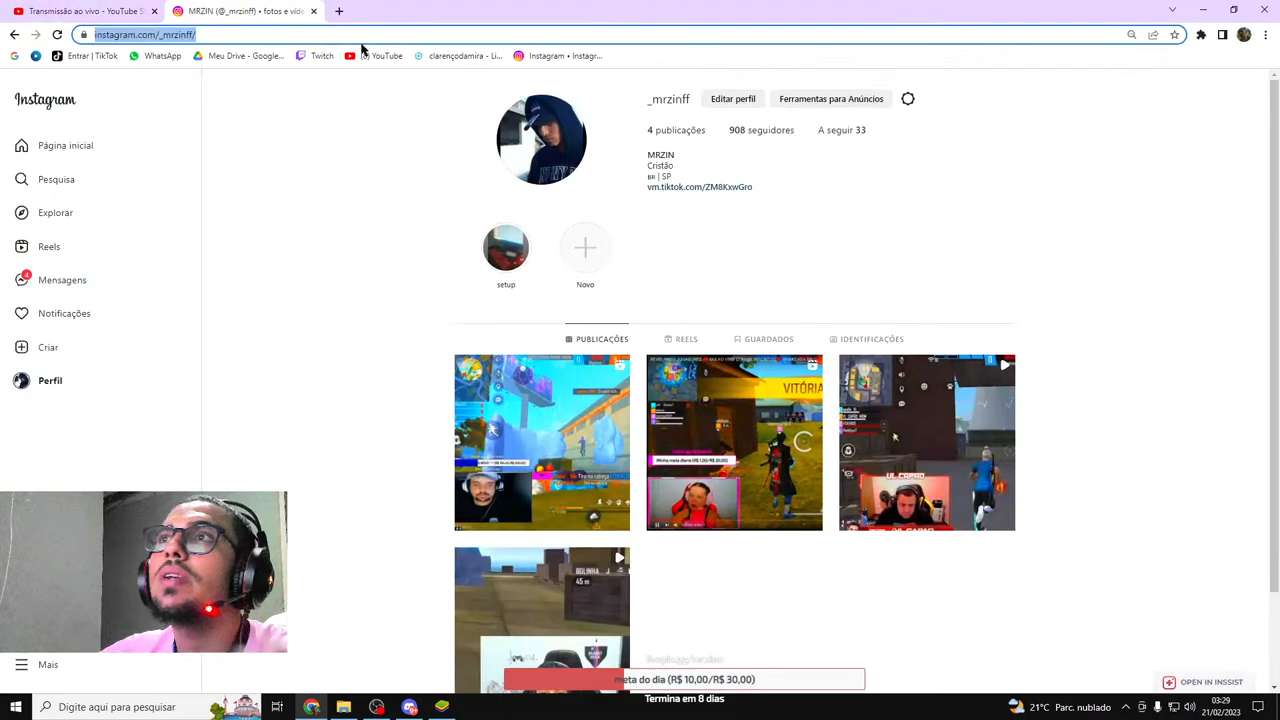 Transmissão ao vivo - YouTube St
MRZIN (@_mrzinff) • fotos e víde
instagram.com/_mrzinff/
Entrar | TikTok
WhatsApp
Meu Drive - Google...
Twitch
YouTube
clarençodamira - Li...
Instagram • Instagr...
Instagram
_mrzinff
Editar perfil
Ferramentas para Anúncios
4 publicações
908 seguidores
A seguir 33
MRZIN
Cristão
BR | SP
vm.tiktok.com/ZM8KxwGro
Página inicial
Pesquisa
Explorar
Reels
4
Mensagens
Notificações
Criar
Perfil
setup
Novo
PUBLICAÇÕES
REELS
GUARDADOS
IDENTIFICAÇÕES
VITÓRIA
45 m
Mais
meta do dia (R$ 10,00/R$ 30,00)
Termina em 8 dias
OPEN IN INSSIST
Digite aqui para pesquisar
21°C Parc. nublado
03:29
21/02/2023